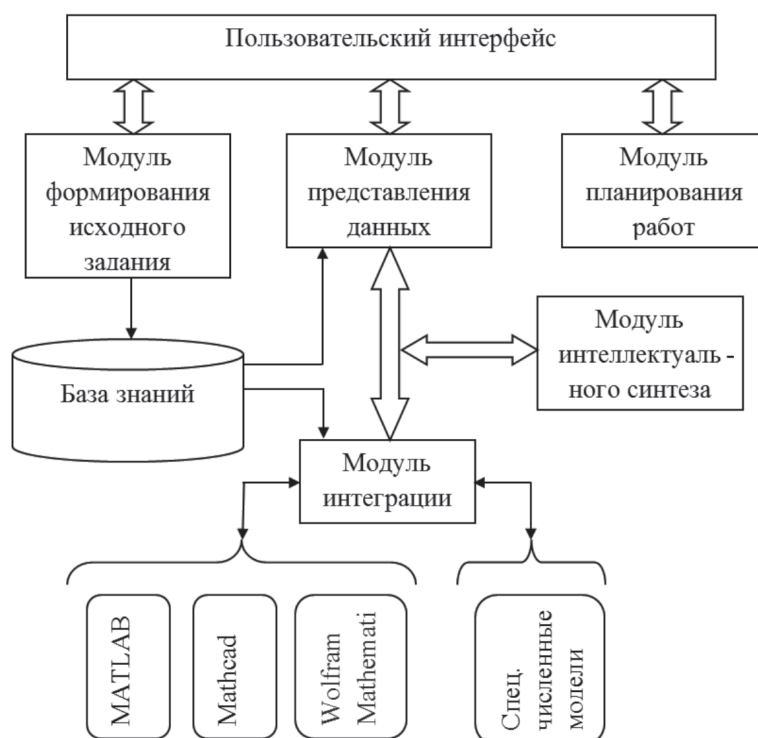 Пользовательский интерфейс
Модуль
формирования
исходного
задания
Модуль
представления
данных
Модуль
планирования
работ
Модуль
интеллектуаль -
ного синтеза
База знаний
Модуль
интеграции
MATLAB
Mathcad
Wolfram
Mathemati
Спец.
численные
модели